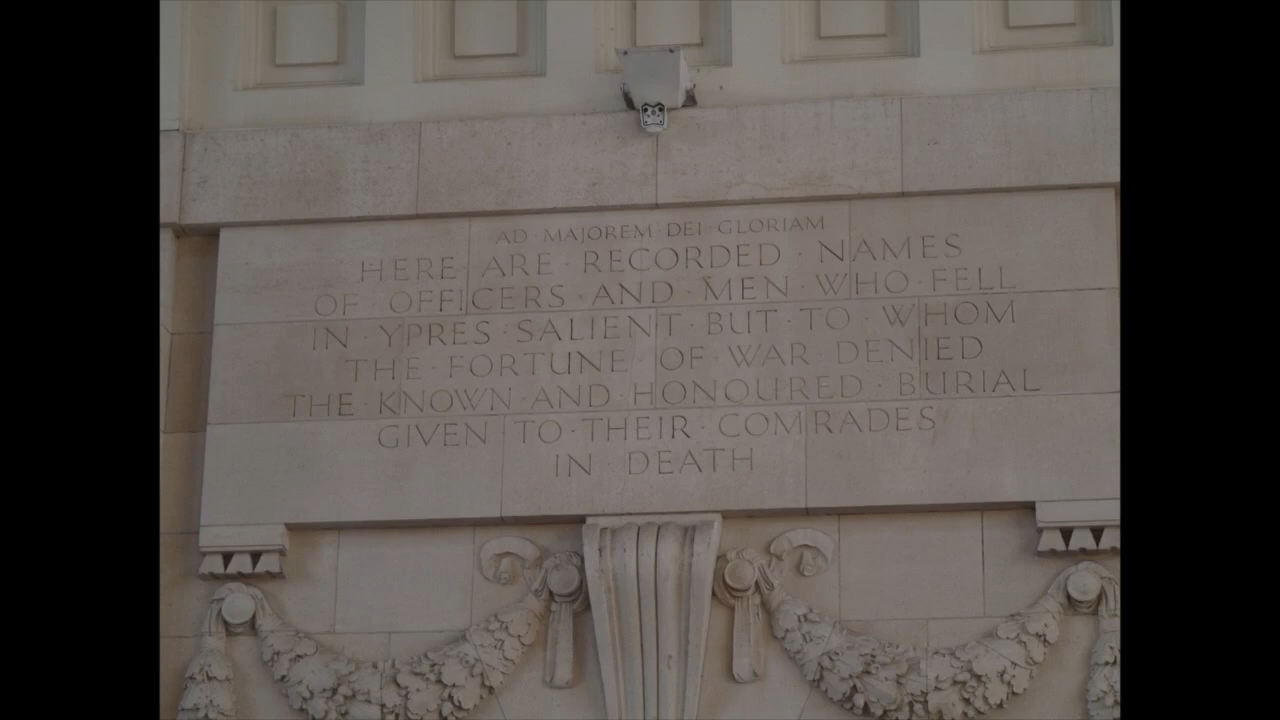 AD · MAJOREM · DEI · GLORIAM
HERE · ARE · RECORDED · NAMES
OF · OFFICERS · AND · MEN · WHO · FELL
IN · YPRES · SALIENT · BUT · TO · WHOM
THE · FORTUNE · OF · WAR · DENIED
THE · KNOWN · AND · HONOURED · BURIAL
GIVEN · TO · THEIR · COMRADES
IN · DEATH